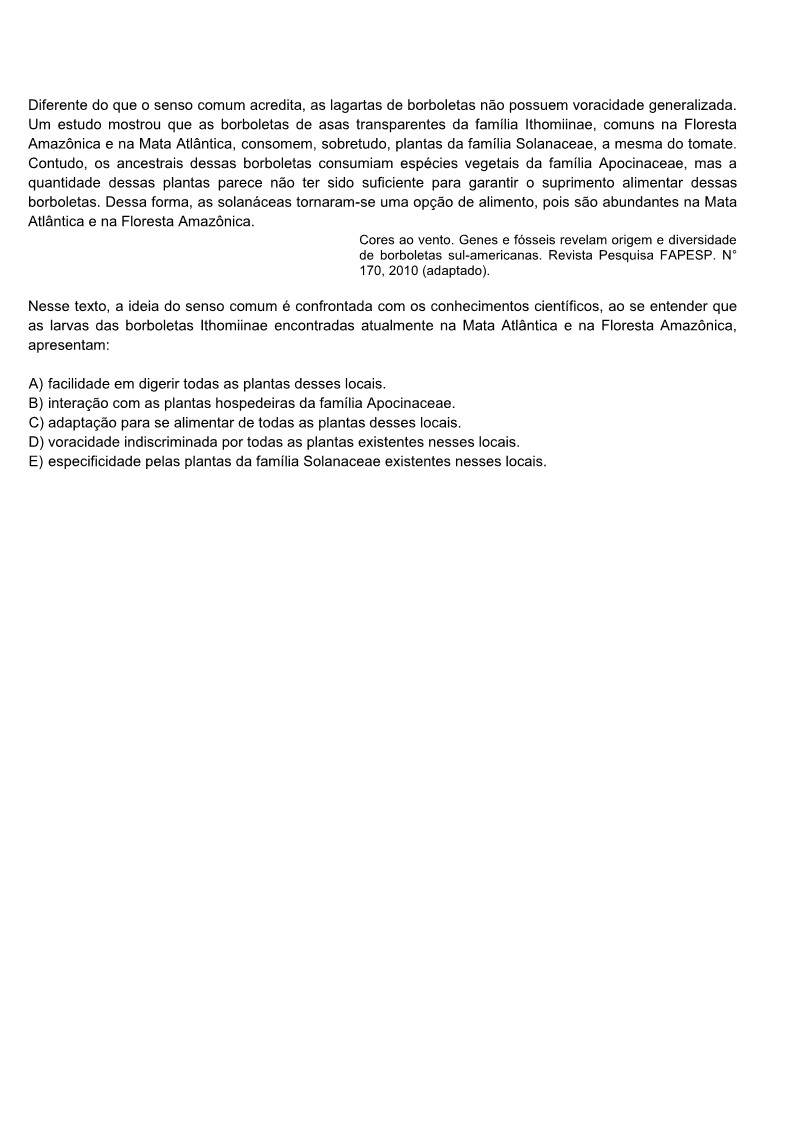 Diferente do que o senso comum acredita, as lagartas de borboletas não possuem voracidade generalizada.
Um estudo mostrou que as borboletas de asas transparentes da família Ithomiinae, comuns na Floresta
Amazônica e na Mata Atlântica, consomem, sobretudo, plantas da família Solanaceae, a mesma do tomate.
Contudo, os ancestrais dessas borboletas consumiam espécies vegetais da família Apocinaceae, mas a
quantidade dessas plantas parece não ter sido suficiente para garantir o suprimento alimentar dessas
borboletas. Dessa forma, as solanáceas tornaram-se uma opção de alimento, pois são abundantes na Mata
Atlântica e na Floresta Amazônica.
Cores ao vento. Genes e fósseis revelam origem e diversidade
de borboletas sul-americanas. Revista Pesquisa FAPESP. N°
170, 2010 (adaptado).
Nesse texto, a ideia do senso comum é confrontada com os conhecimentos científicos, ao se entender que
as larvas das borboletas Ithomiinae encontradas atualmente na Mata Atlântica e na Floresta Amazônica,
apresentam:
A) facilidade em digerir todas as plantas desses locais.
B) interação com as plantas hospedeiras da família Apocinaceae.
C) adaptação para se alimentar de todas as plantas desses locais.
D) voracidade indiscriminada por todas as plantas existentes nesses locais.
E) especificidade pelas plantas da família Solanaceae existentes nesses locais.